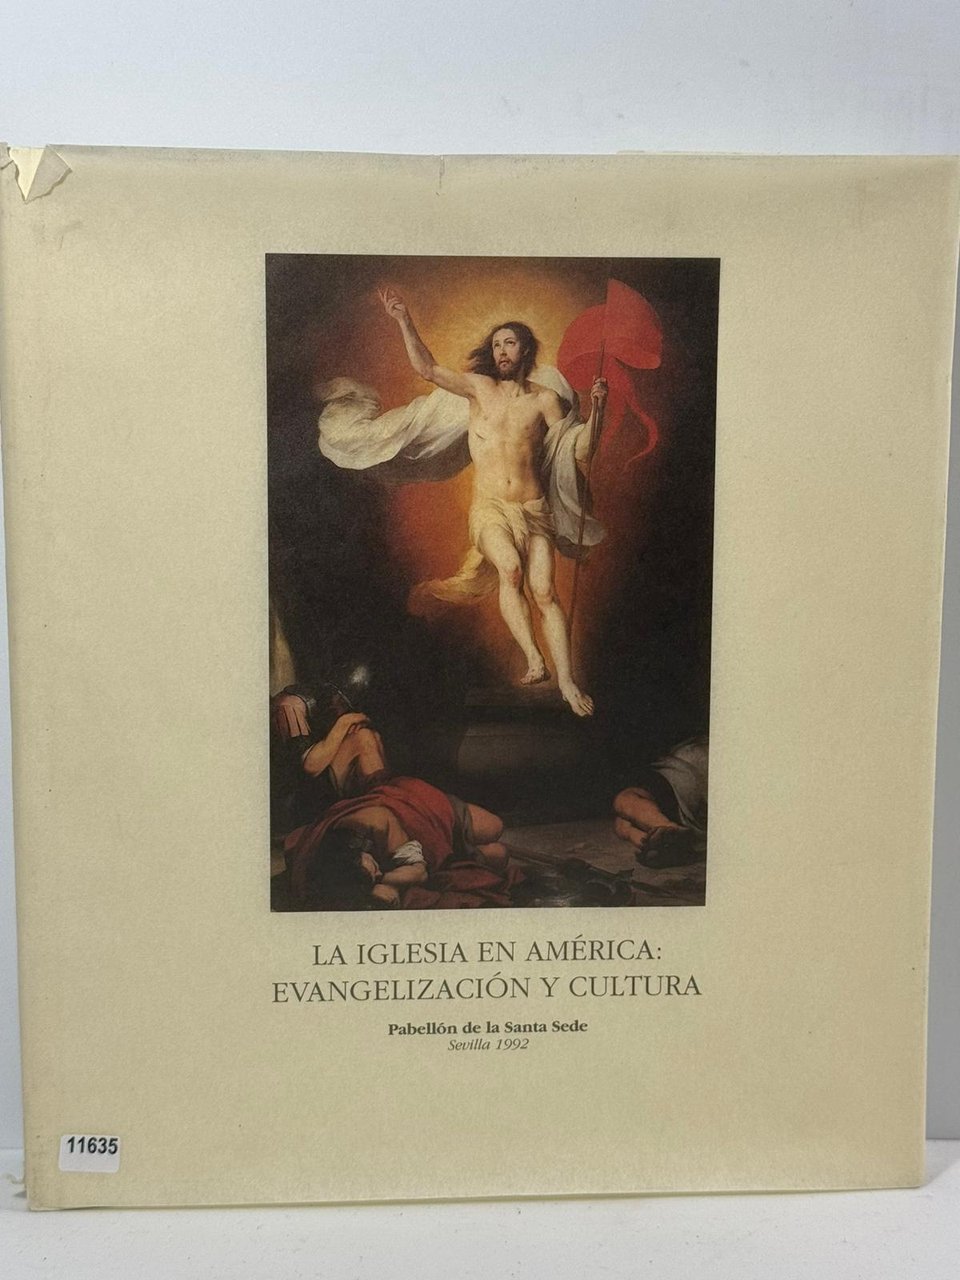 LA IGLESIA EN AMÉRICA:
EVANGELIZACIÓN Y CULTURA
Pabellón de la Santa Sede
Sevilla 1992
11635